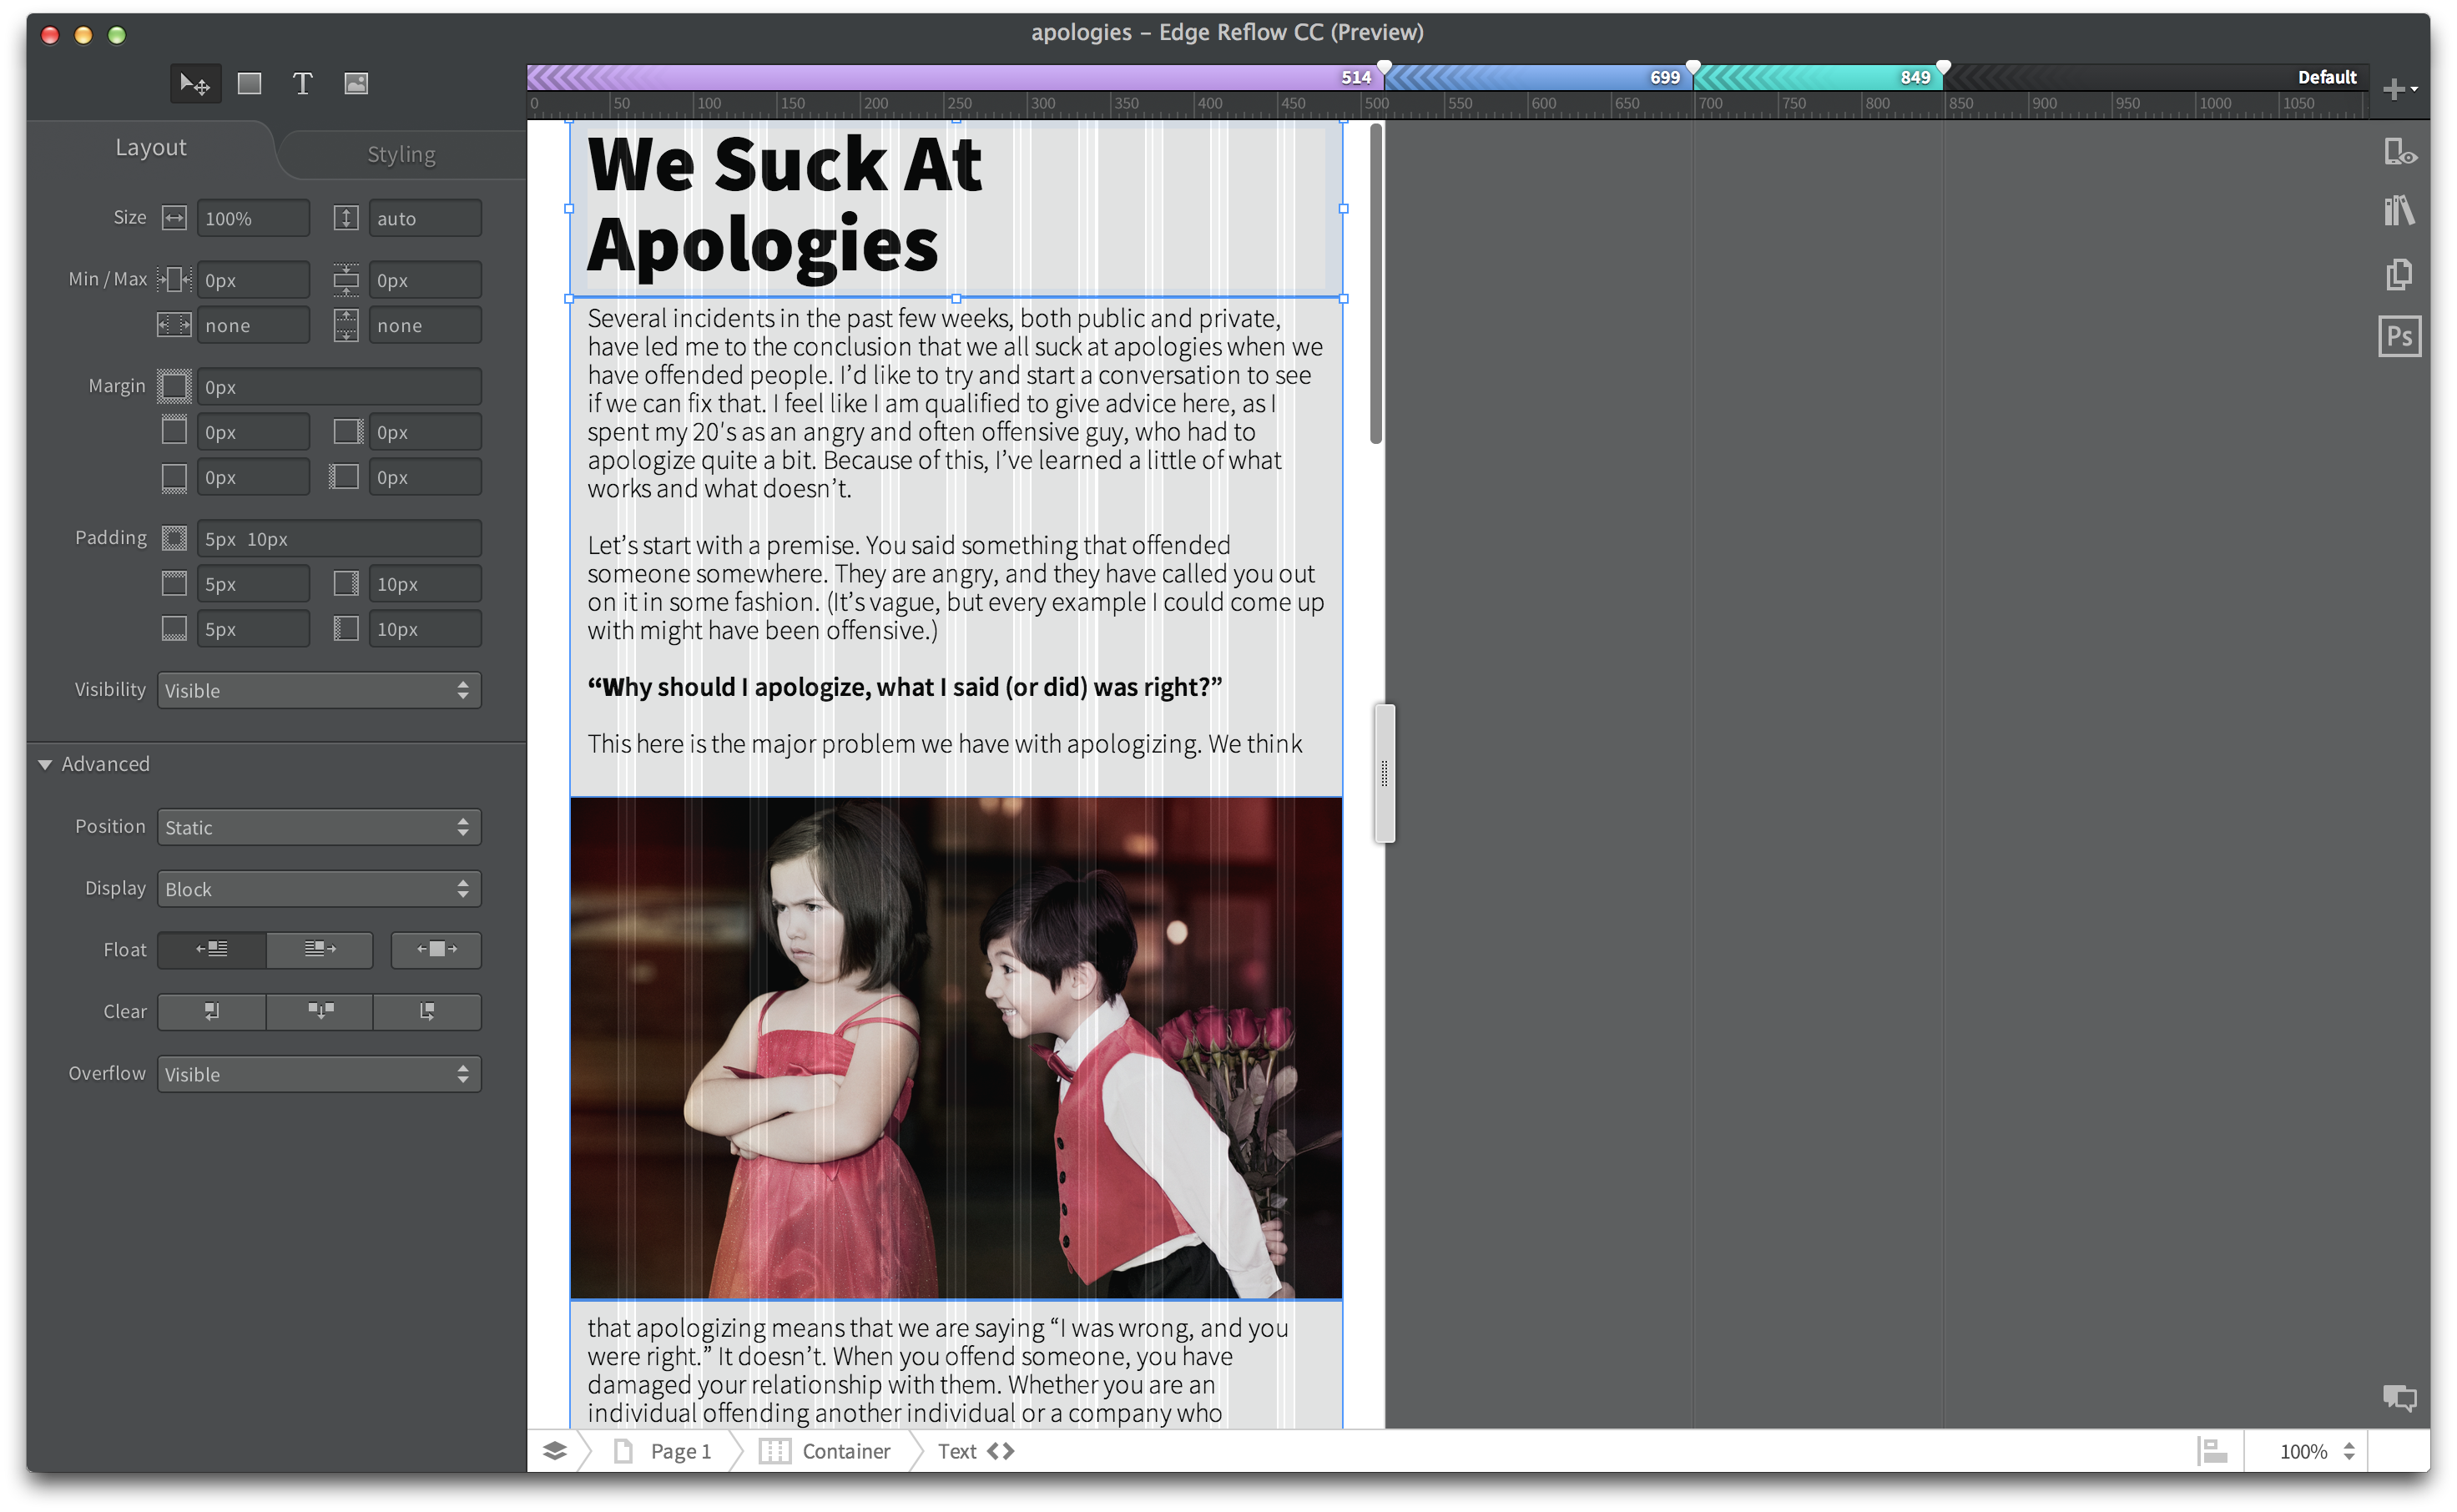 apologies – Edge Reflow CC (Preview)
T
514 699 849 Default
0 50 100 150 200 250 300 350 400 450 500 550 600 650 700 750 800 850 900 950 1000 1050
Layout Styling
Size 100% auto
Min / Max 0px 0px
none none
Margin 0px
0px 0px
0px 0px
Padding 5px 10px
5px 10px
5px 10px
Visibility Visible
Advanced
Position Static
Display Block
Float
Clear
Overflow Visible
We Suck At
Apologies
Several incidents in the past few weeks, both public and private,
have led me to the conclusion that we all suck at apologies when we
have offended people. I’d like to try and start a conversation to see
if we can fix that. I feel like I am qualified to give advice here, as I
spent my 20's as an angry and often offensive guy, who had to
apologize quite a bit. Because of this, I’ve learned a little of what
works and what doesn’t.
Let’s start with a premise. You said something that offended
someone somewhere. They are angry, and they have called you out
on it in some fashion. (It’s vague, but every example I could come up
with might have been offensive.)
“Why should I apologize, what I said (or did) was right?”
This here is the major problem we have with apologizing. We think
that apologizing means that we are saying “I was wrong, and you
were right.” It doesn’t. When you offend someone, you have
damaged your relationship with them. Whether you are an
individual offending another individual or a company who
Ps
Page 1 Container Text
100%